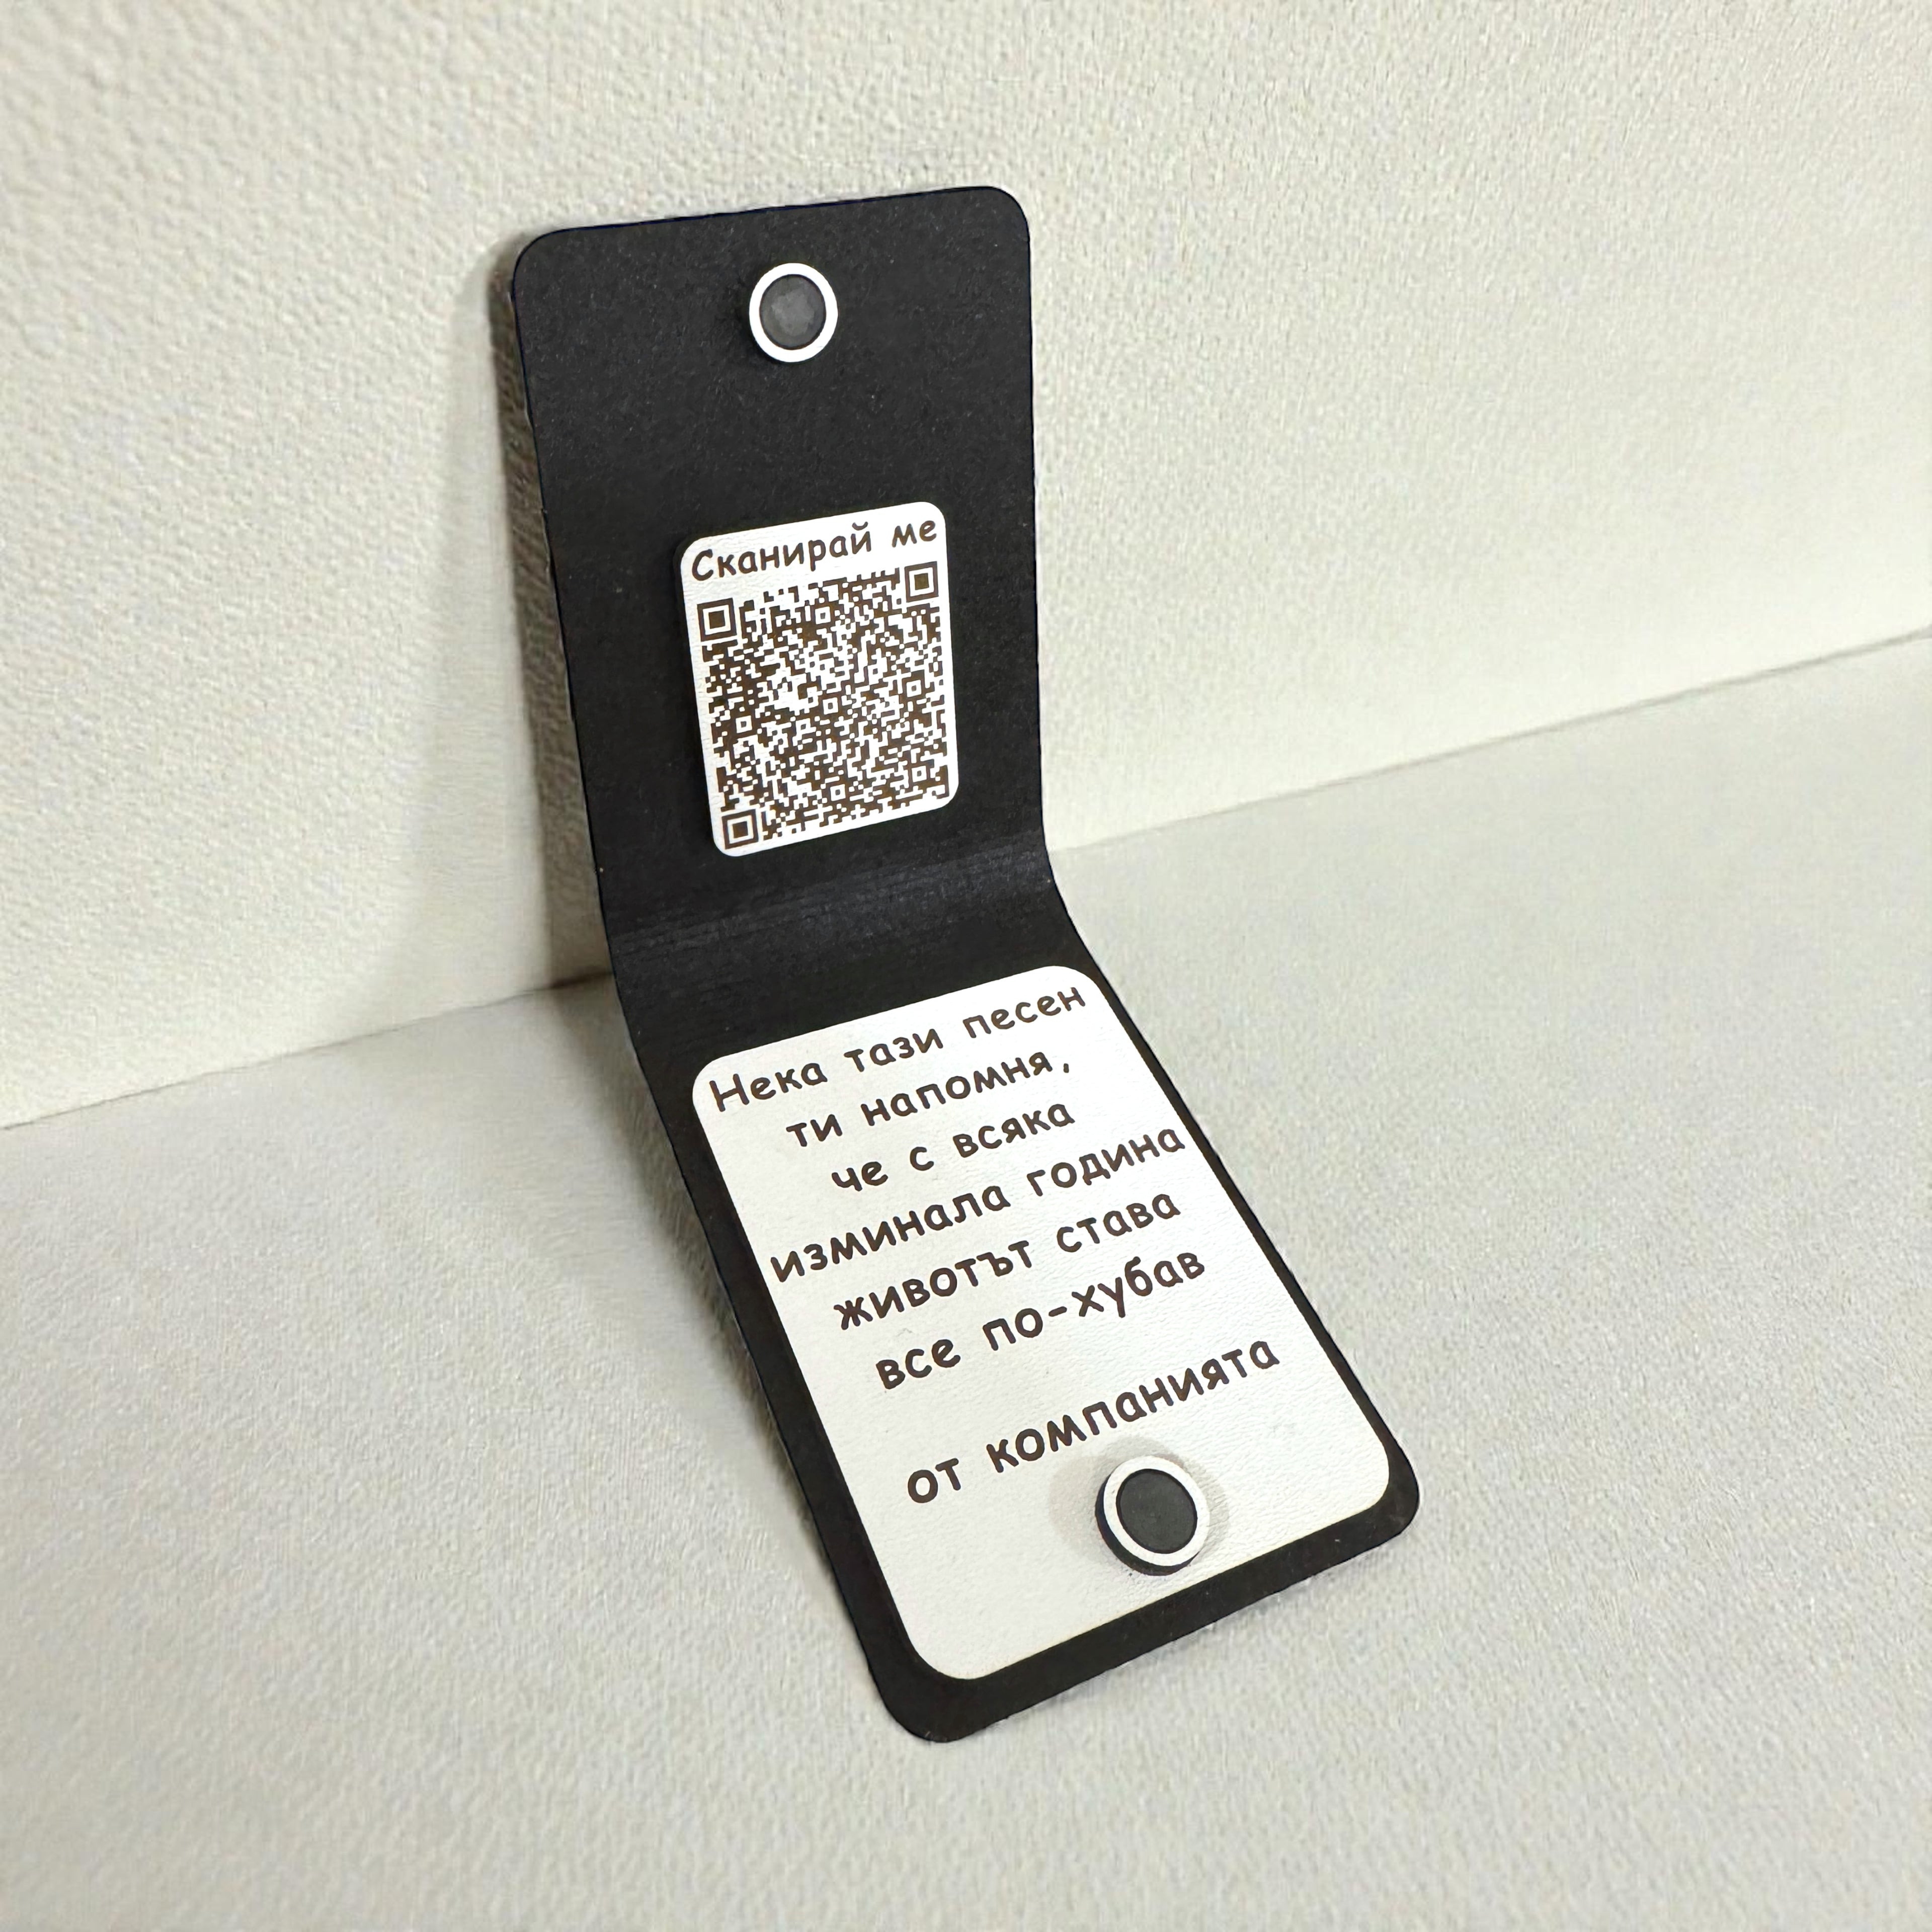 Сканирай ме
Нека тази песен
ти напомня,
че с всяка
изминала година
животът става
все по-хубав
от компанията